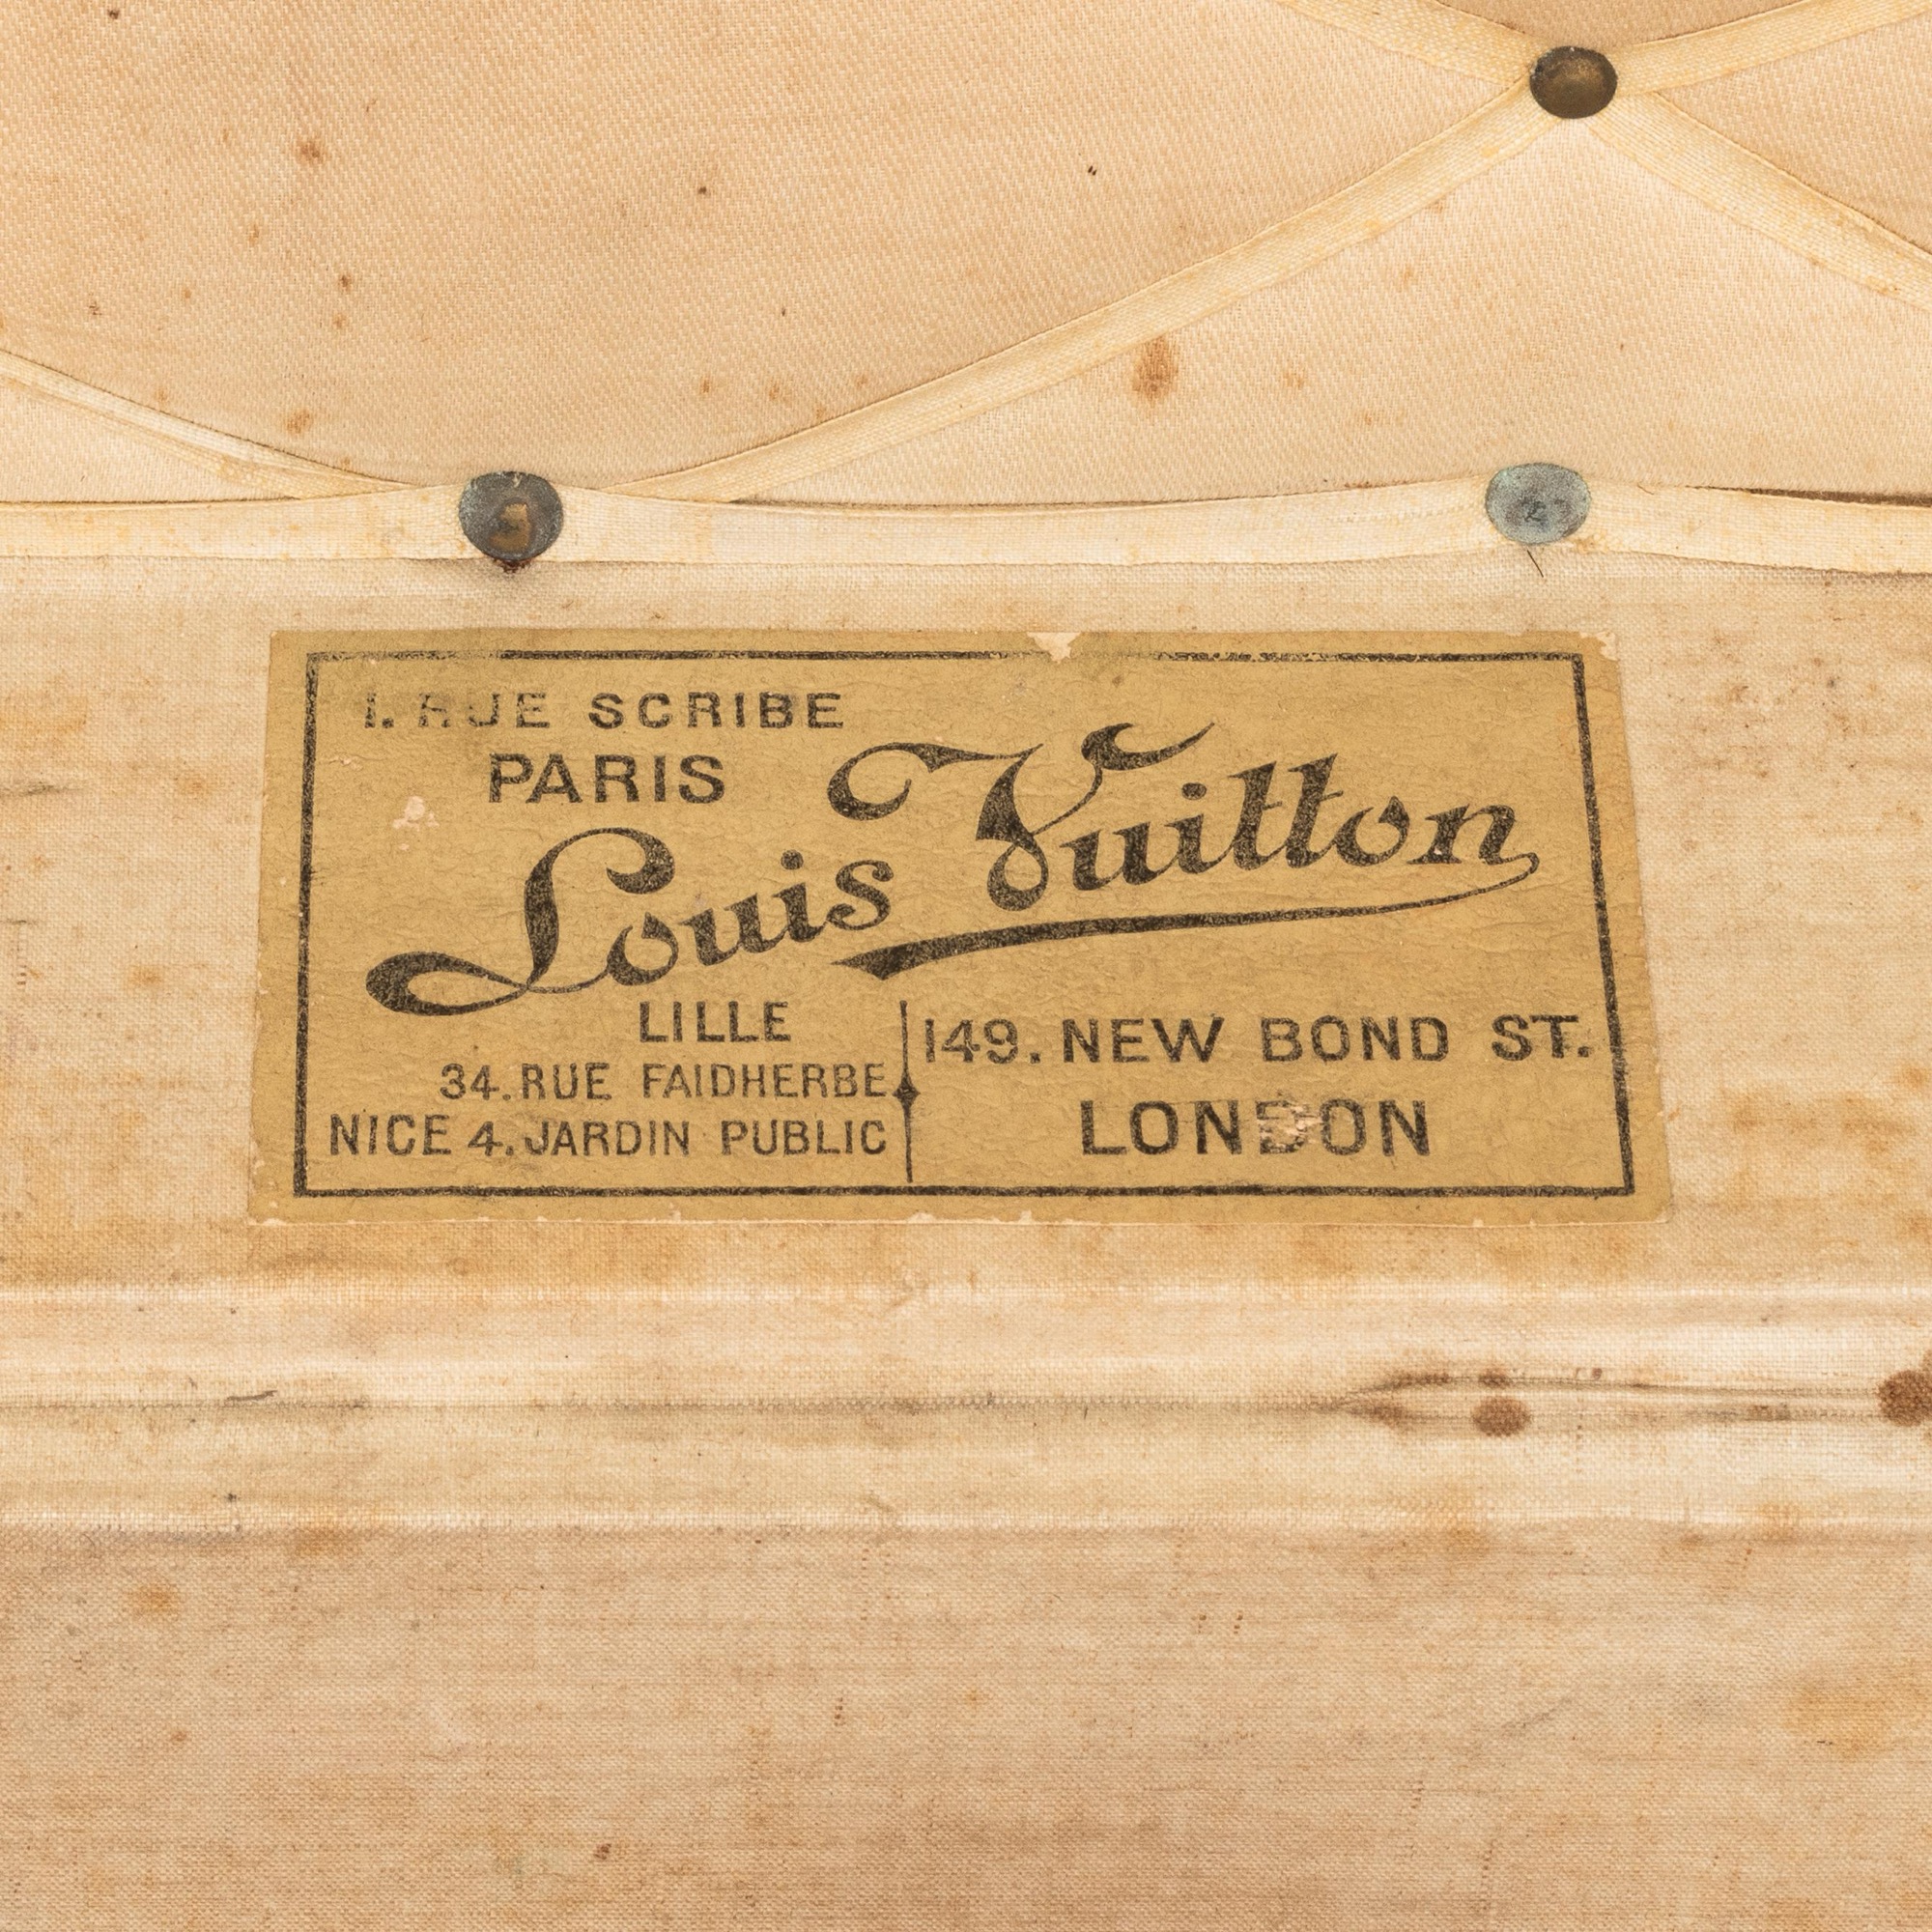 1. RUE SCRIBE
PARIS
Louis Vuitton
LILLE
34. RUE FAIDHERBE
NICE 4. JARDIN PUBLIC
149. NEW BOND ST.
LONDON